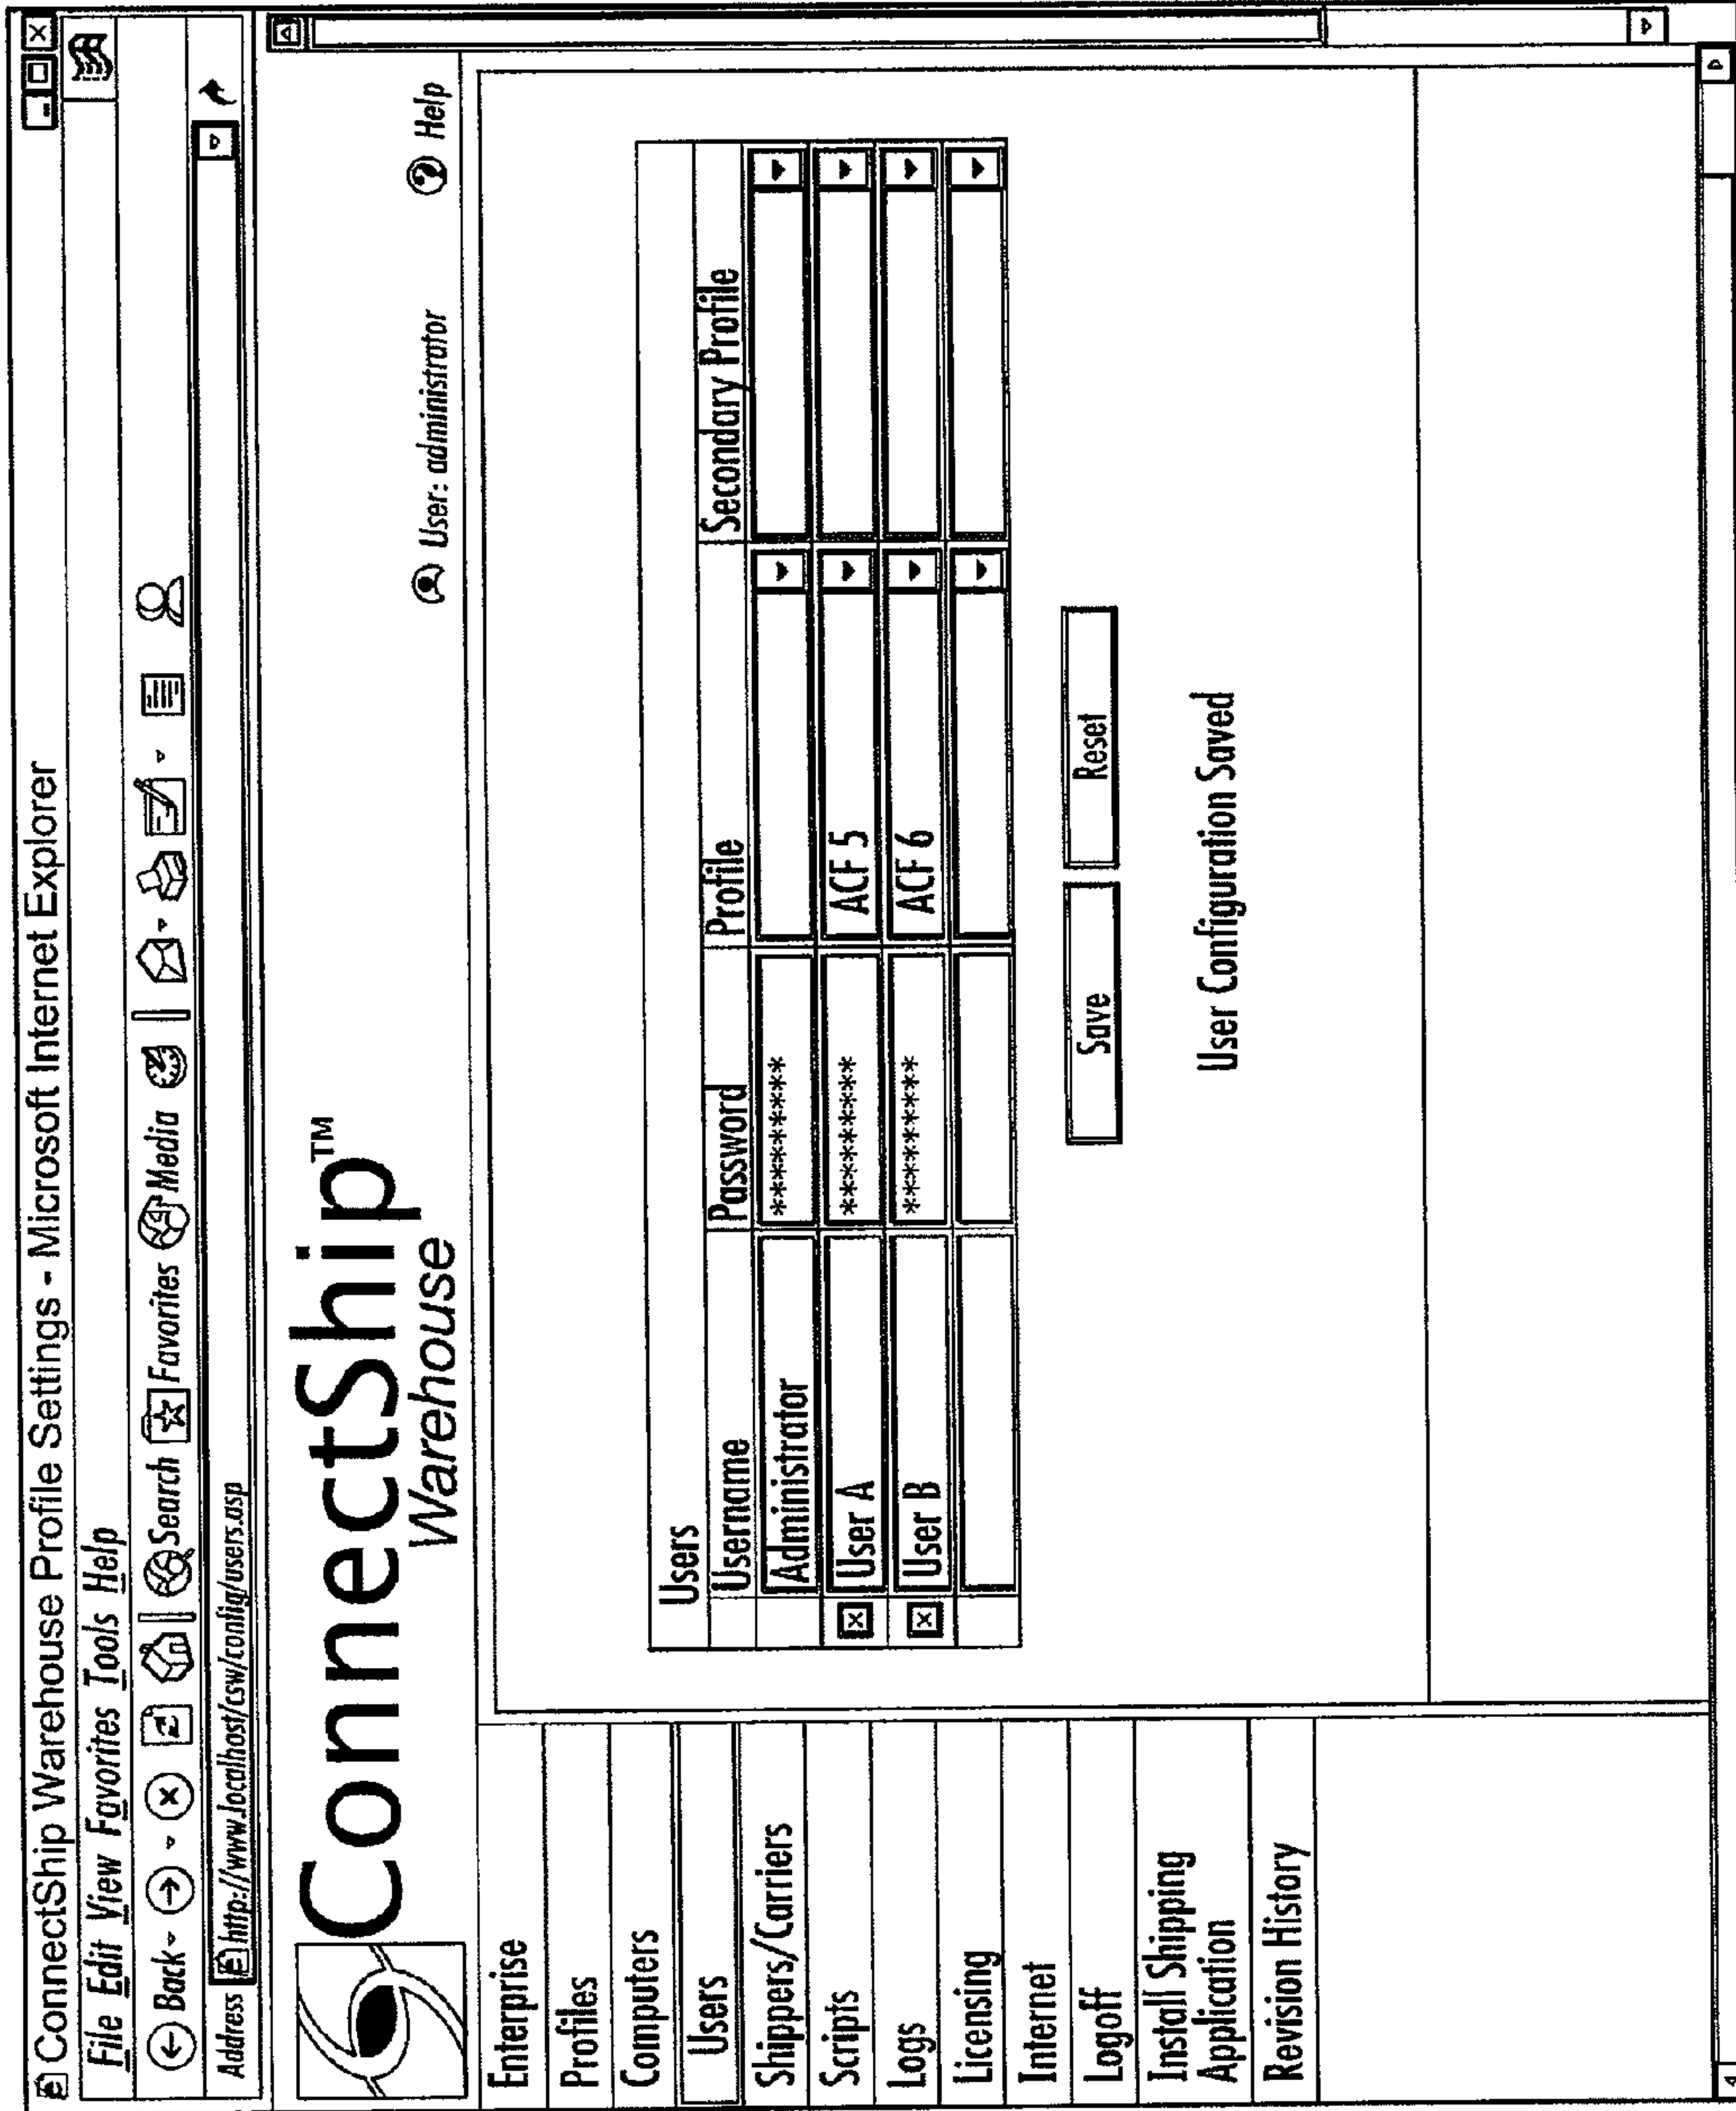 ConnectShip Warehouse Profile Settings - Microsoft Internet Explorer
File Edit View Favorites Tools Help
Back Search Favorites Media
Address http://www.localhost/csw/config/users.asp
ConnectShip™
Warehouse
User: administrator Help
Enterprise
Profiles
Computers
Users
Shippers/Carriers
Scripts
Logs
Licensing
Internet
Logoff
Install Shipping
Application
Revision History
Users
Username Password Profile Secondary Profile
Administrator **********
User A ********** ACF 5
User B ********** ACF 6
Save Reset
User Configuration Saved